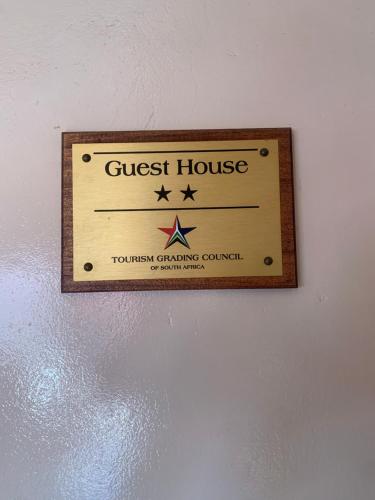 Guest House
★ ★
TOURISM GRADING COUNCIL
OF SOUTH AFRICA